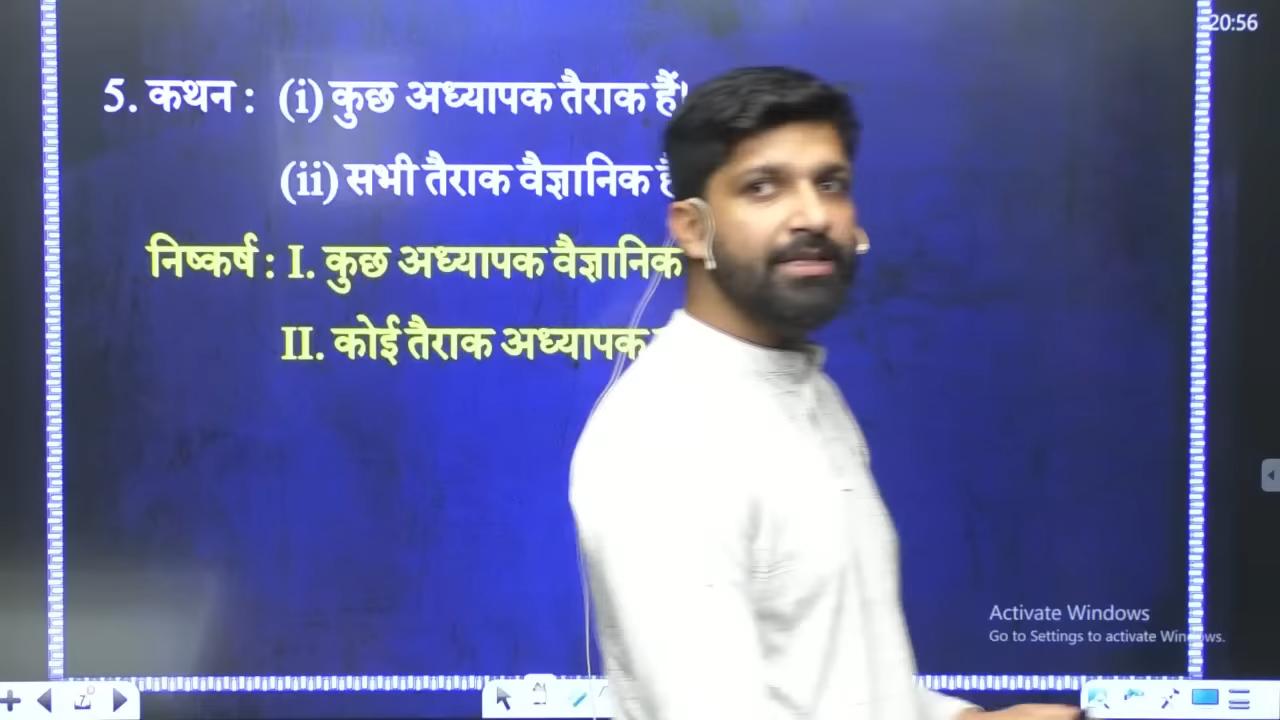 20:56
5. कथन : (i) कुछ अध्यापक तैराक हैं।
(ii) सभी तैराक वैज्ञानिक
निष्कर्ष : I. कुछ अध्यापक वैज्ञानिक
II. कोई तैराक अध्यापक
Activate Windows
Go to Settings to activate Windows.